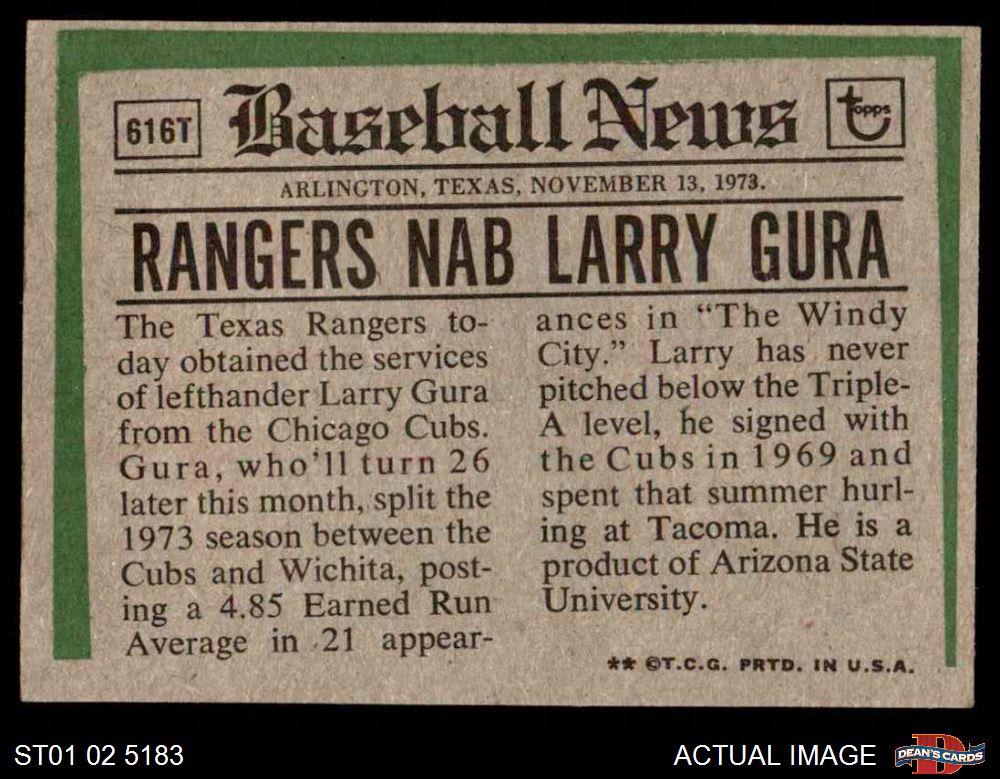 616T
Baseball News
topps
ARLINGTON, TEXAS, NOVEMBER 13, 1973.
RANGERS NAB LARRY GURA
The Texas Rangers to-
day obtained the services
of lefthander Larry Gura
from the Chicago Cubs.
Gura, who'll turn 26
later this month, split the
1973 season between the
Cubs and Wichita, post-
ing a 4.85 Earned Run
Average in 21 appear-
ances in “The Windy
City.” Larry has never
pitched below the Triple-
A level, he signed with
the Cubs in 1969 and
spent that summer hurl-
ing at Tacoma. He is a
product of Arizona State
University.
** ©T.C.G. PRTD. IN U.S.A.
ST01 02 5183
ACTUAL IMAGE
D
DEAN'S CARDS